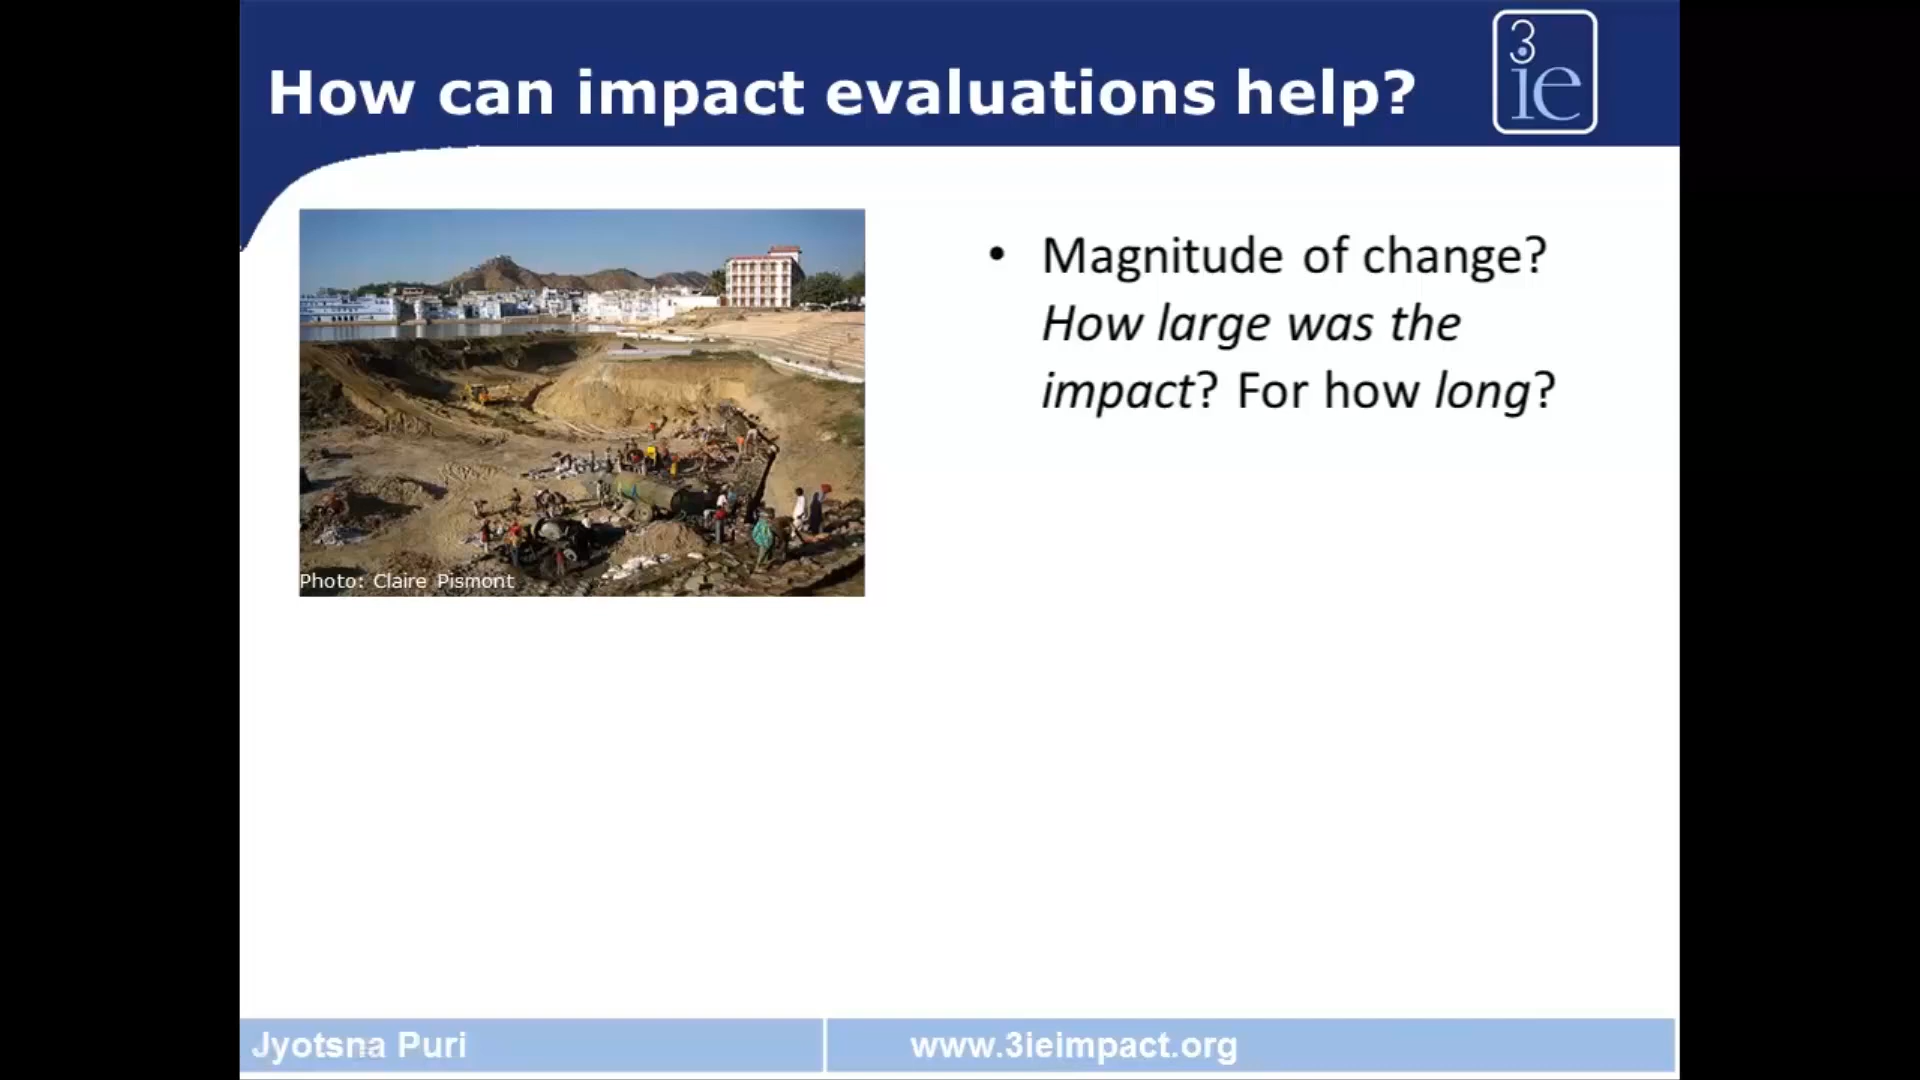 How can impact evaluations help?
3
ie
• Magnitude of change?
How large was the
impact? For how long?
Photo: Claire Pismont
Jyotsna Puri
www.3ieimpact.org